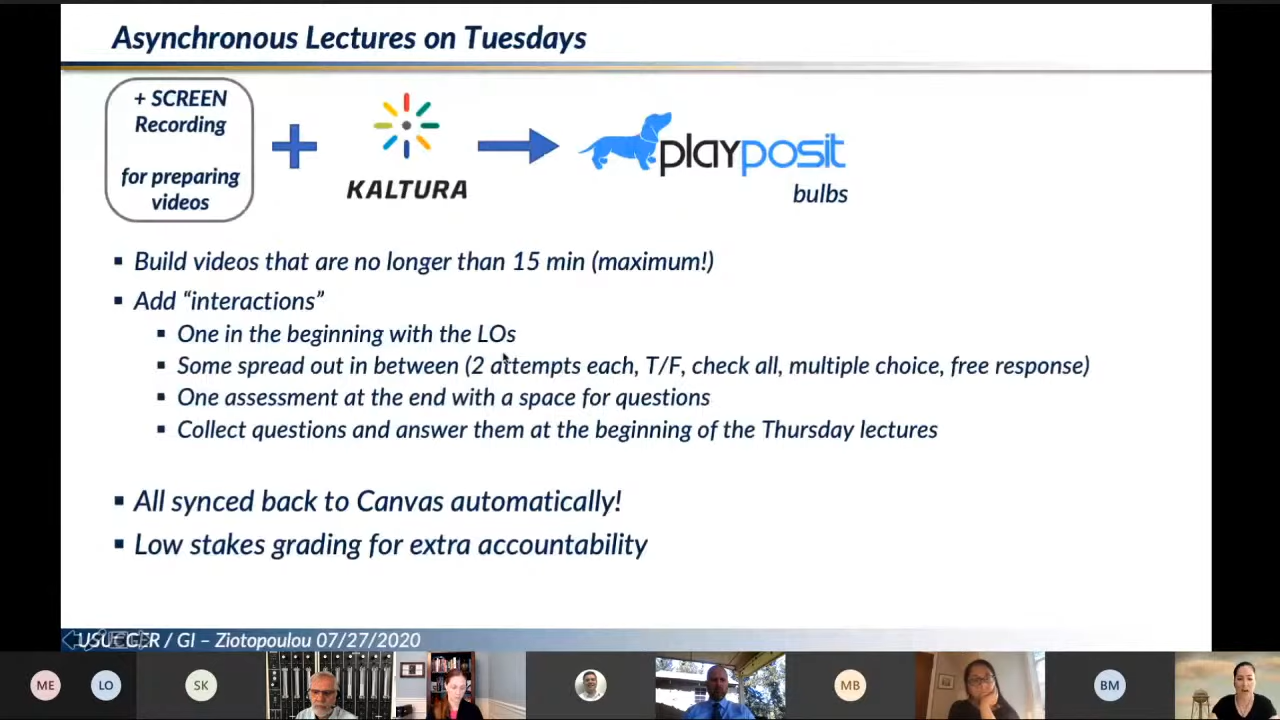 Asynchronous Lectures on Tuesdays
+ SCREEN
Recording
for preparing
videos
KALTURA
playposit
bulbs
Build videos that are no longer than 15 min (maximum!)
Add “interactions”
One in the beginning with the LOs
Some spread out in between (2 attempts each, T/F, check all, multiple choice, free response)
One assessment at the end with a space for questions
Collect questions and answer them at the beginning of the Thursday lectures
All synced back to Canvas automatically!
Low stakes grading for extra accountability
/ GI – Ziotopoulou 07/27/2020
ME
LO
SK
MB
BM